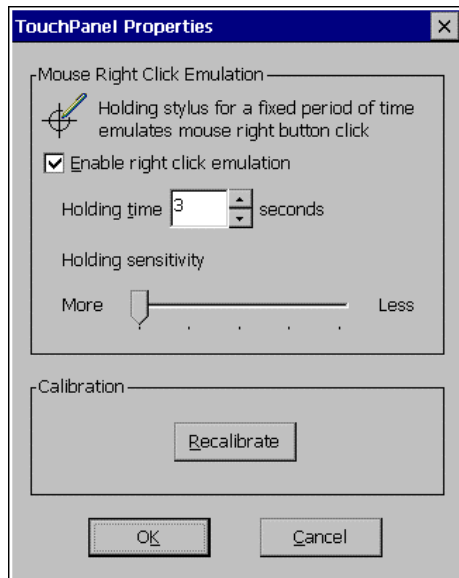 TouchPanel Properties
Mouse Right Click Emulation
Holding stylus for a fixed period of time
emulates mouse right button click
Enable right click emulation
Holding time 3 seconds
Holding sensitivity
More Less
Calibration
Recalibrate
OK Cancel